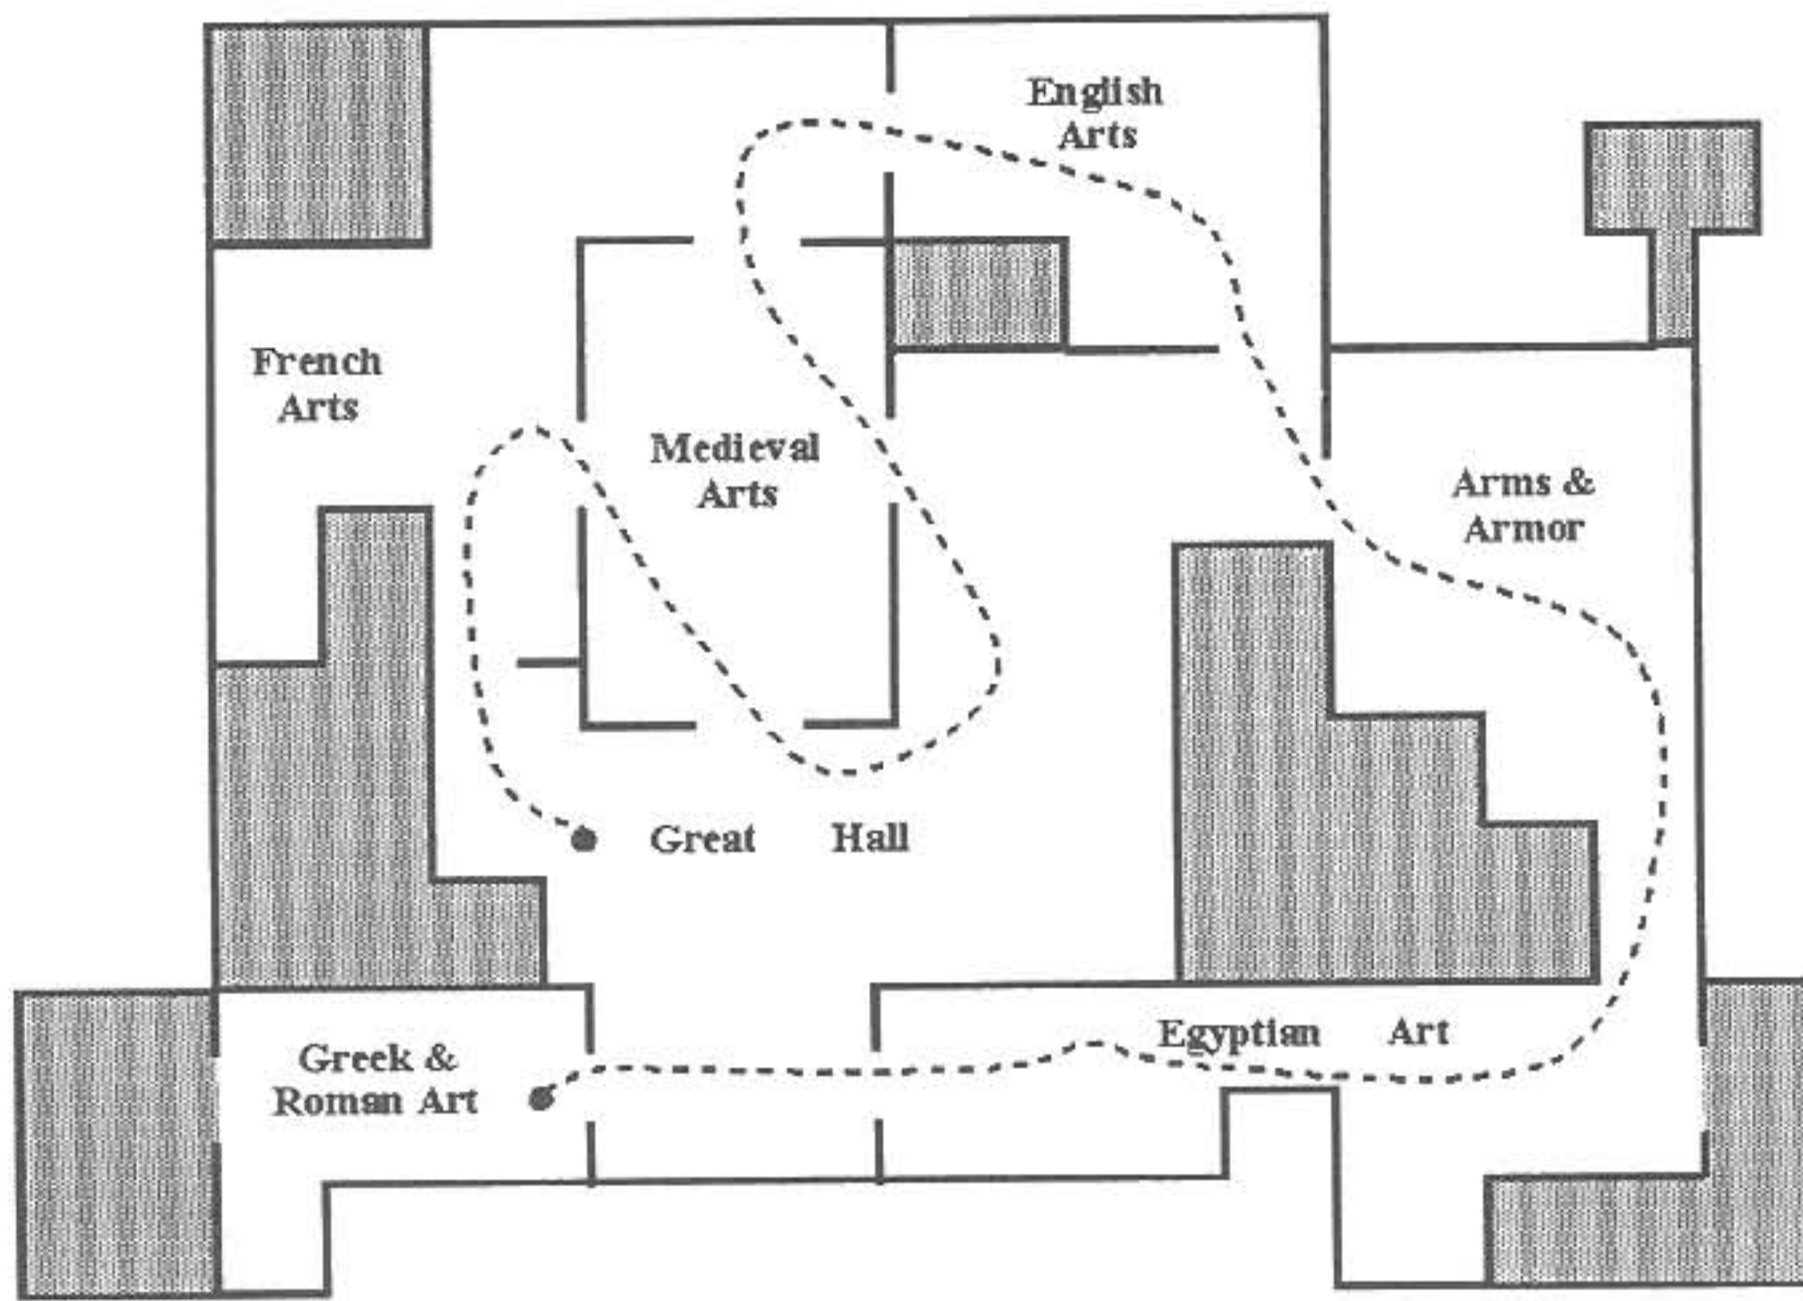 English
Arts
French
Arts
Medieval
Arts
Arms &
Armor
Great Hall
Egyptian Art
Greek &
Roman Art